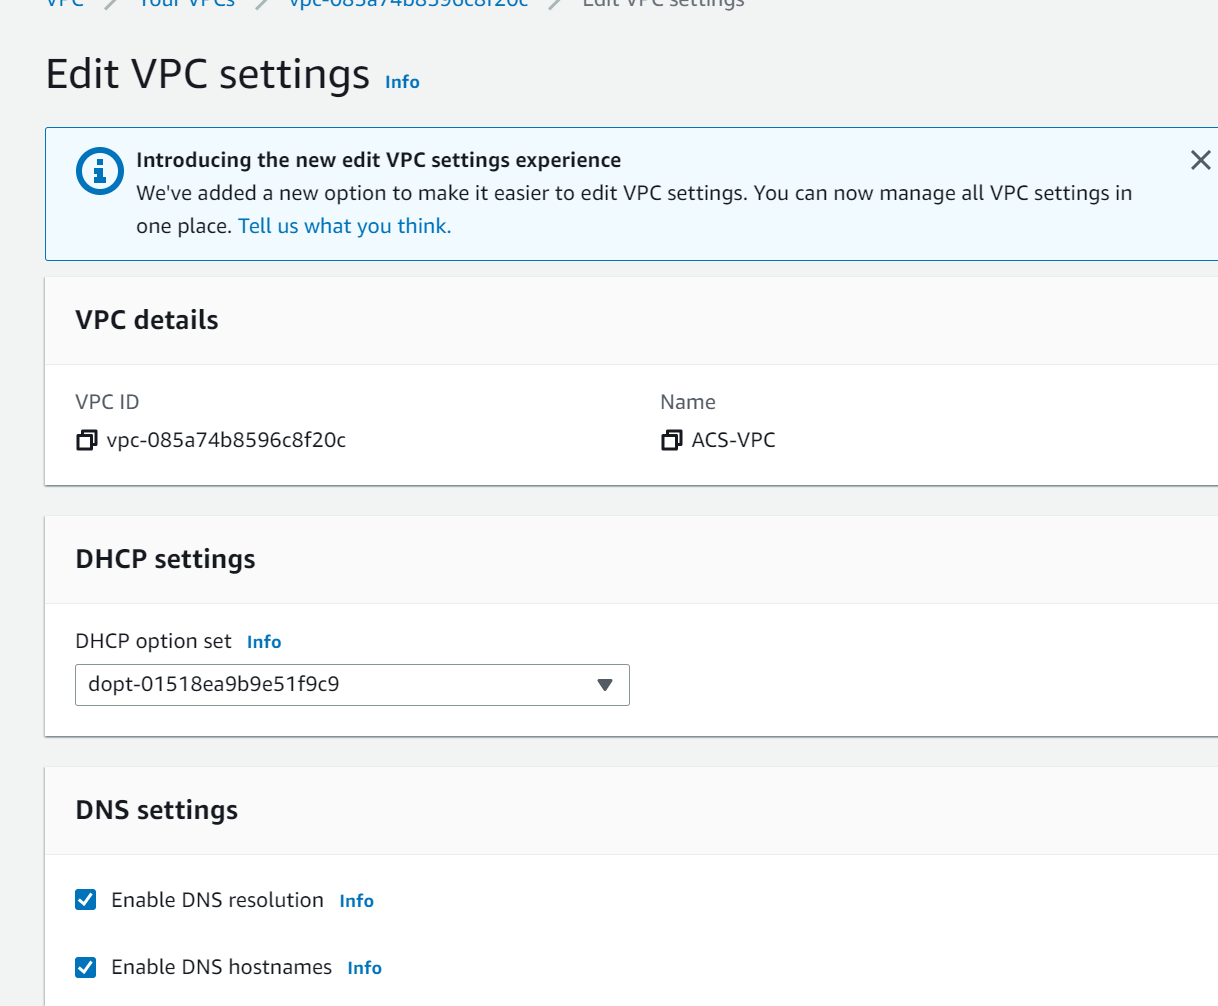 VPC / Your VPCs / vpc-085a74b8596c8f20c / Edit VPC settings
Edit VPC settings Info
Introducing the new edit VPC settings experience
We've added a new option to make it easier to edit VPC settings. You can now manage all VPC settings in
one place. Tell us what you think.
VPC details
VPC ID
vpc-085a74b8596c8f20c
Name
ACS-VPC
DHCP settings
DHCP option set Info
dopt-01518ea9b9e51f9c9
DNS settings
Enable DNS resolution Info
Enable DNS hostnames Info